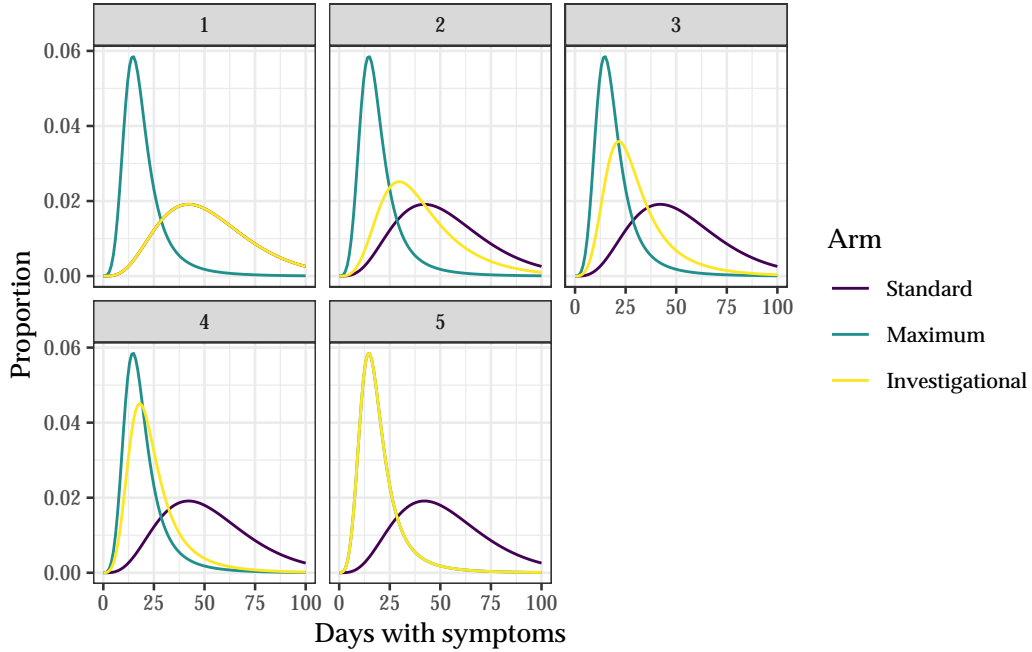 1 2 3
0.06
0.04
0.02
0.00
0 25 50 75 100
4 5
0.06
0.04
0.02
0.00
0 25 50 75 100 0 25 50 75 100
Days with symptoms
Proportion
Arm
Standard
Maximum
Investigational